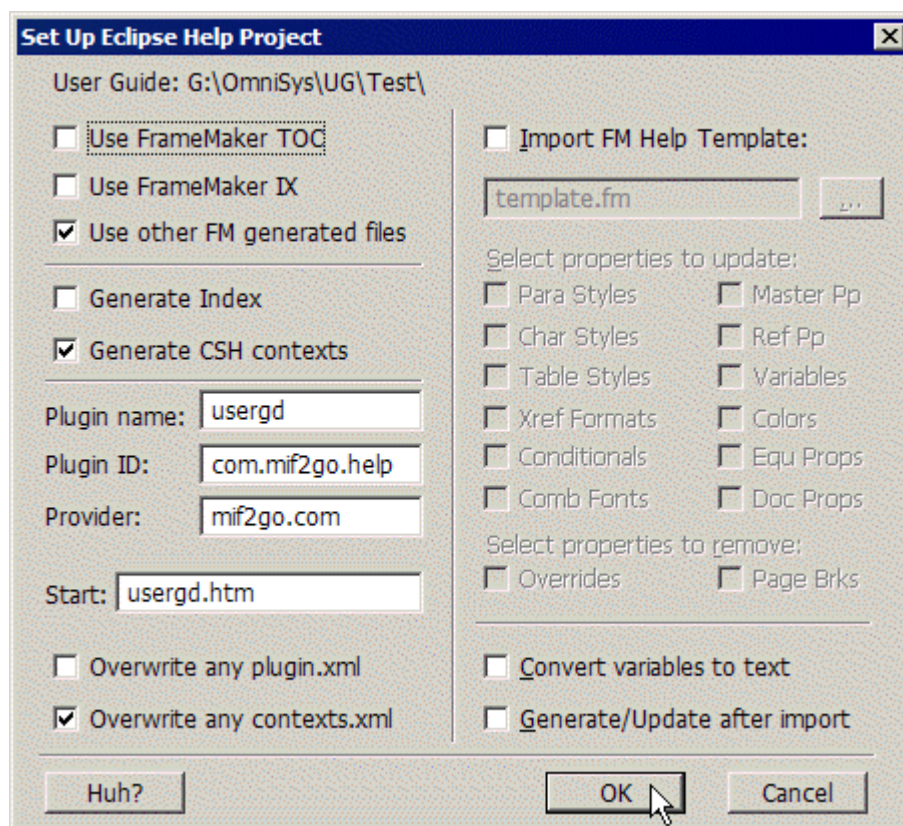 Set Up Eclipse Help Project
User Guide: G:\OmniSys\UG\Test\
Use FrameMaker TOC
Use FrameMaker IX
Use other FM generated files
Generate Index
Generate CSH contexts
Plugin name: usergd
Plugin ID: com.mif2go.help
Provider: mif2go.com
Start: usergd.htm
Overwrite any plugin.xml
Overwrite any contexts.xml
Import FM Help Template:
template.fm ...
Select properties to update:
Para Styles Master Pp
Char Styles Ref Pp
Table Styles Variables
Xref Formats Colors
Conditionals Equ Props
Comb Fonts Doc Props
Select properties to remove:
Overrides Page Brks
Convert variables to text
Generate/Update after import
Huh? OK Cancel